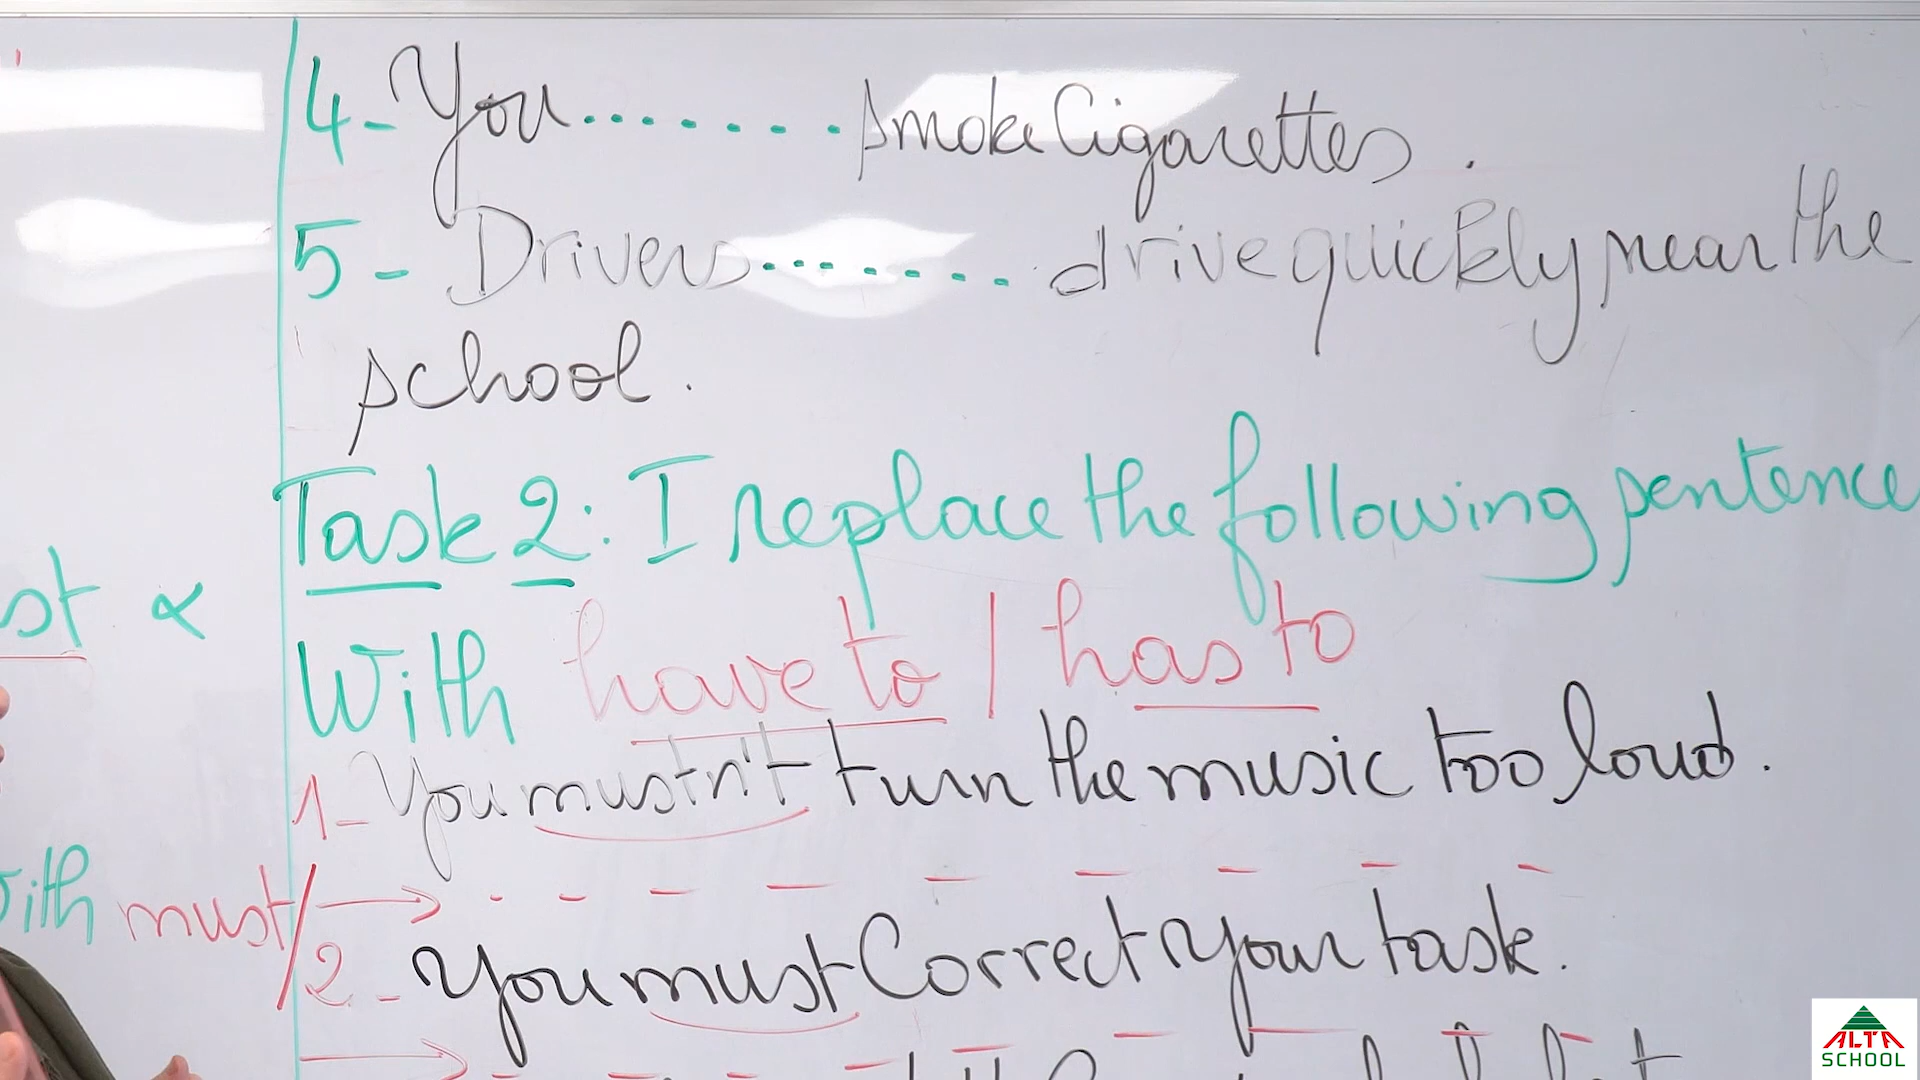 4- You ........ smoke Cigarettes.
5- Drivers ........ drive quickly near the
school.
Task 2: I replace the following sentence
With have to / has to
1- You mustn't turn the music too loud.
with must/
2- You must Correct your task.
ALTA
SCHOOL